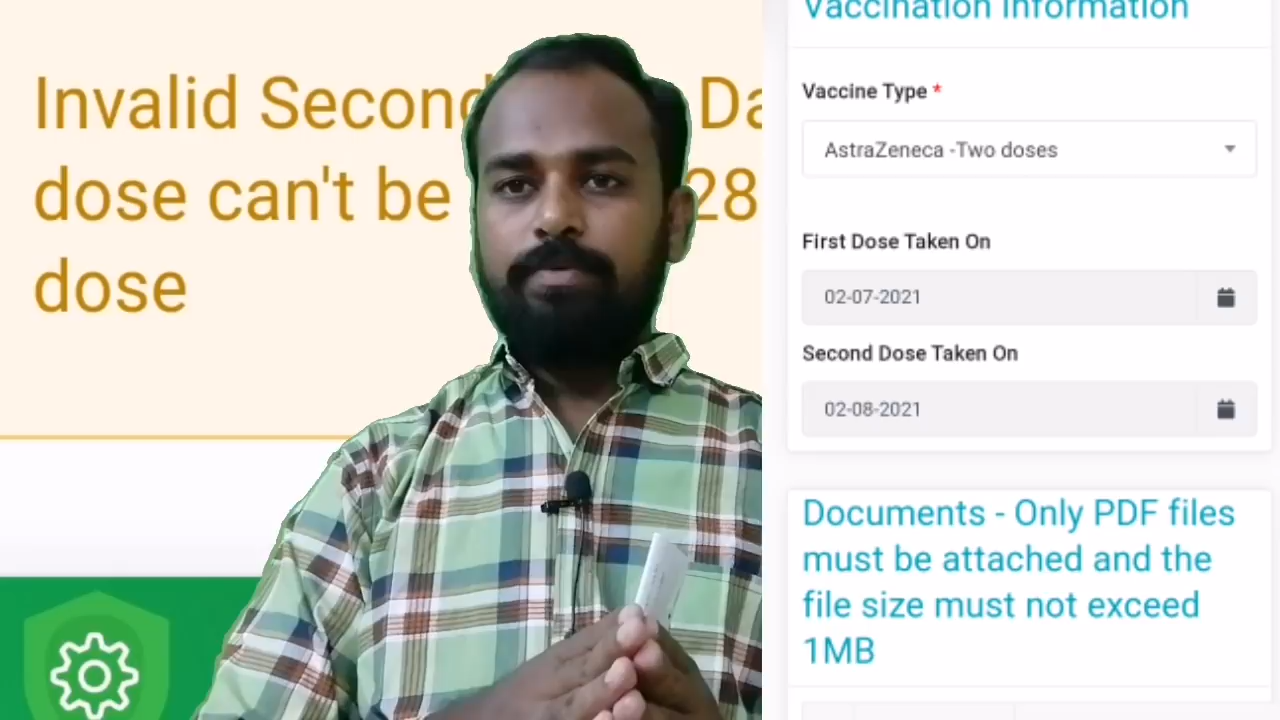 Invalid Second Da
dose can't be 28
dose
Vaccination Information
Vaccine Type *
AstraZeneca -Two doses
First Dose Taken On
02-07-2021
Second Dose Taken On
02-08-2021
Documents - Only PDF files
must be attached and the
file size must not exceed
1MB